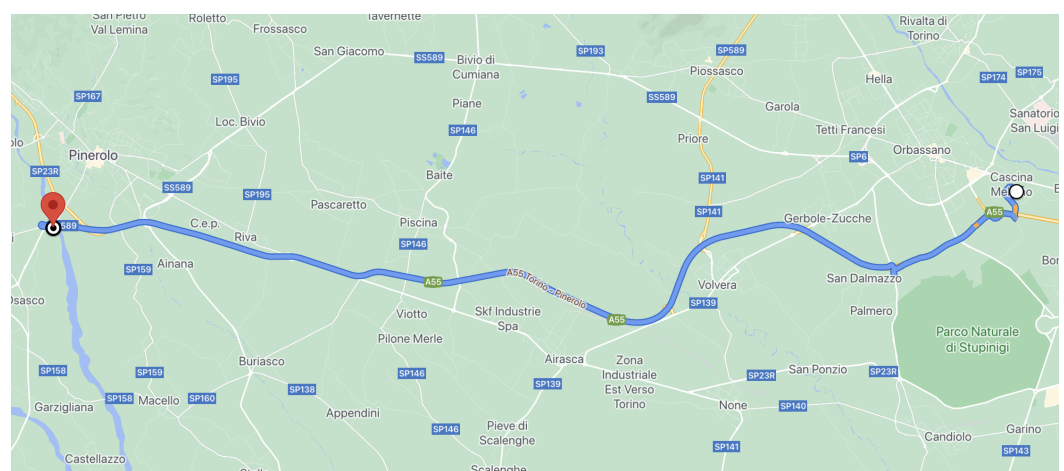 San Pietro
Val Lemina
Roletto
Frossasco
Tavernette
San Giacomo
SS589
Bivio di
Cumiana
SP193
SP589
Piossasco
Rivalta di
Torino
Hella
SP174
SP175
Sanatorio
San Luigi
SP195
SP167
Loc. Bivio
Piane
SP146
SS589
Garola
Tetti Francesi
Priore
SP6
Orbassano
Pinerolo
SP23R
SS589
SP195
Baite
SP141
Cascina
Pascaretto
Piscina
SP141
Gerbole-Zucche
A55
C.e.p.
Riva
SP146
SP159
Ainana
A55
A55 Torino - Pinerolo
Volvera
San Dalmazzo
SP139
Osasco
Viotto
Skf Industrie
Spa
A55
Palmero
Parco Naturale
di Stupinigi
Pilone Merle
Buriasco
Airasca
Zona
Industriale
Est Verso
Torino
SP158
SP159
SP146
SP139
SP23R
San Ponzio
SP23R
SP138
Garzigliana
SP158
Macello
SP160
Appendini
None
SP140
SP146
Pieve di
Scalenghe
SP141
Candiolo
Garino
SP143
Castellazzo
Scalenghe